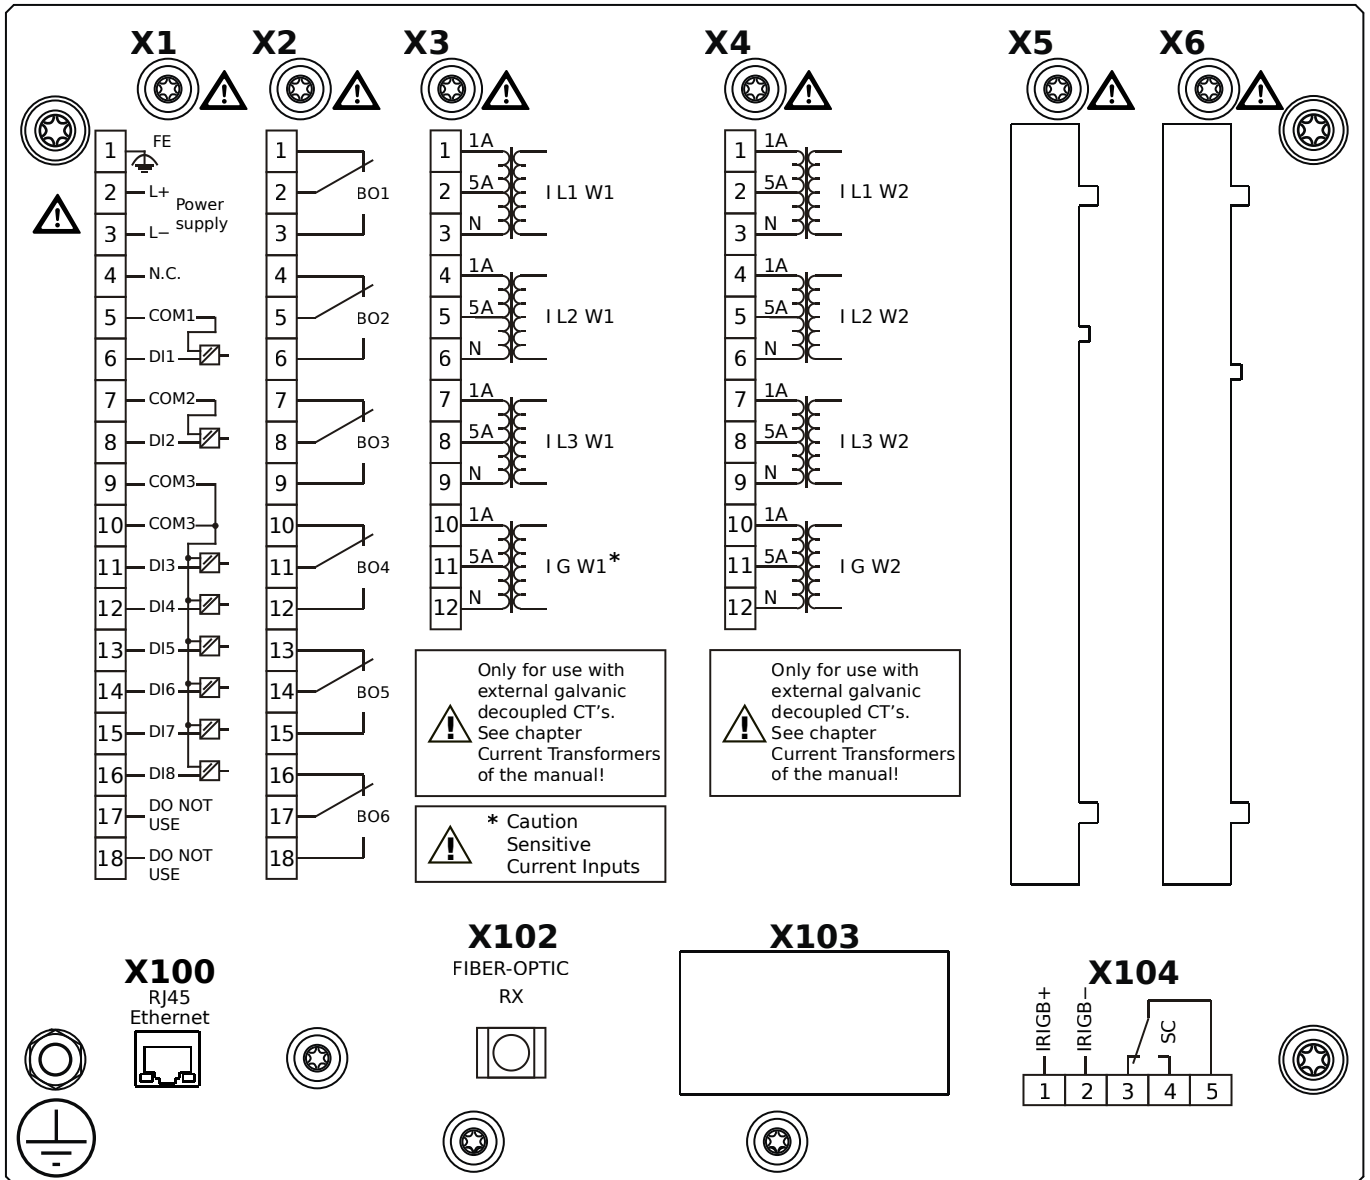 X1 X2 X3 X4 X5 X6
1 FE
2 L+
Power
supply
3 L−
4 N.C.
5 COM1
6 DI1
7 COM2
8 DI2
9 COM3
10 COM3
11 DI3
12 DI4
13 DI5
14 DI6
15 DI7
16 DI8
17 DO NOT
USE
18 DO NOT
USE
1
2 BO1
3
4
5 BO2
6
7
8 BO3
9
10
11 BO4
12
13
14 BO5
15
16
17 BO6
18
1 1A
2 5A I L1 W1
3 N
4 1A
5 5A I L2 W1
6 N
7 1A
8 5A I L3 W1
9 N
10 1A
11 5A I G W1*
12 N
Only for use with
external galvanic
decoupled CT's.
See chapter
Current Transformers
of the manual!
* Caution
Sensitive
Current Inputs
1 1A
2 5A I L1 W2
3 N
4 1A
5 5A I L2 W2
6 N
7 1A
8 5A I L3 W2
9 N
10 1A
11 5A I G W2
12 N
Only for use with
external galvanic
decoupled CT's.
See chapter
Current Transformers
of the manual!
X100
RJ45
Ethernet
X102
FIBER-OPTIC
RX
X103
X104
IRIGB+
IRIGB−
SC
1 2 3 4 5